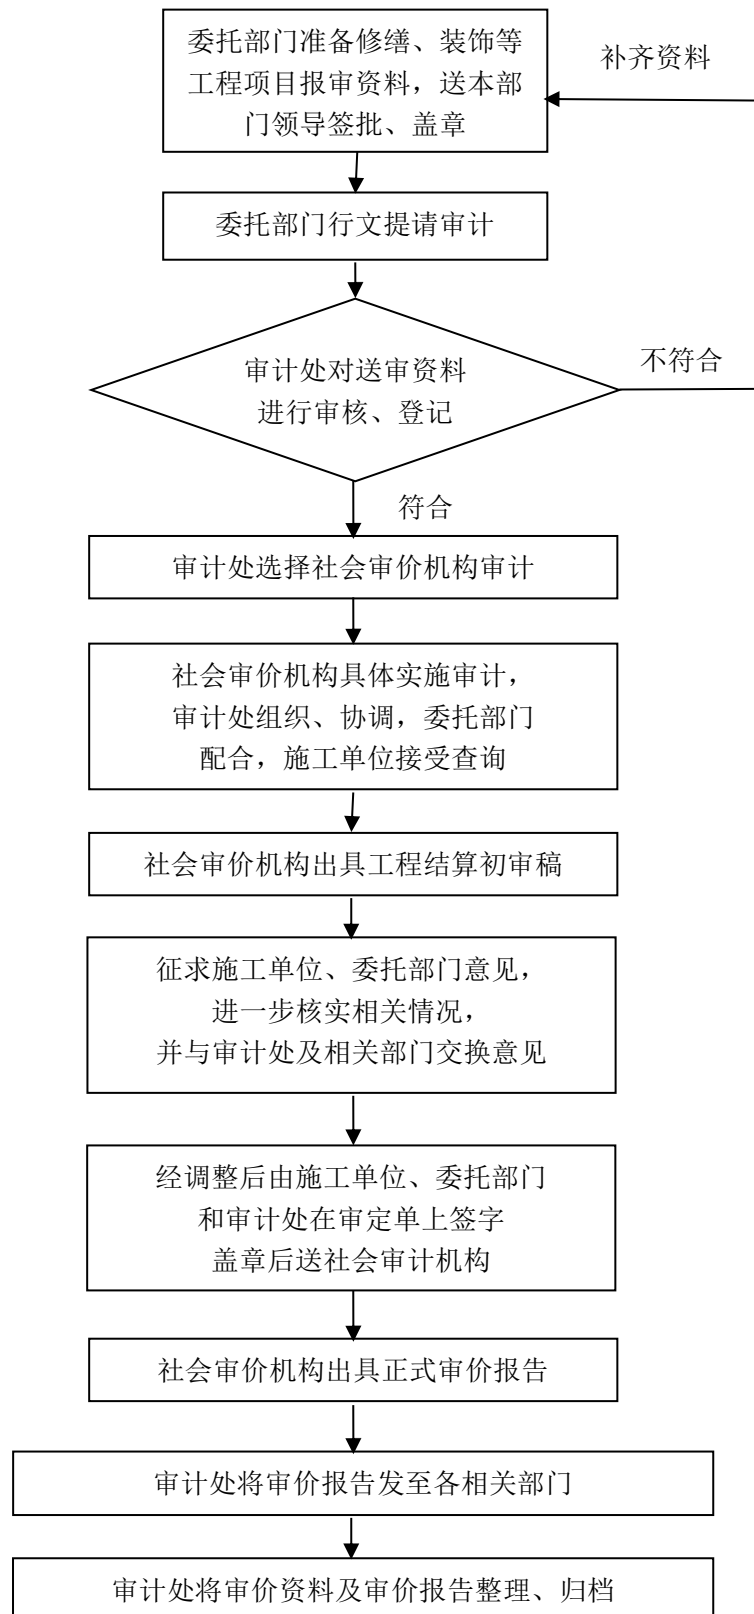 委托部门准备修缮、装饰等
工程项目报审资料，送本部
门领导签批、盖章
补齐资料
委托部门行文提请审计
审计处对送审资料
进行审核、登记
不符合
符合
审计处选择社会审价机构审计
社会审价机构具体实施审计，
审计处组织、协调，委托部门
配合，施工单位接受查询
社会审价机构出具工程结算初审稿
征求施工单位、委托部门意见，
进一步核实相关情况，
并与审计处及相关部门交换意见
经调整后由施工单位、委托部门
和审计处在审定单上签字
盖章后送社会审计机构
社会审价机构出具正式审价报告
审计处将审价报告发至各相关部门
审计处将审价资料及审价报告整理、归档